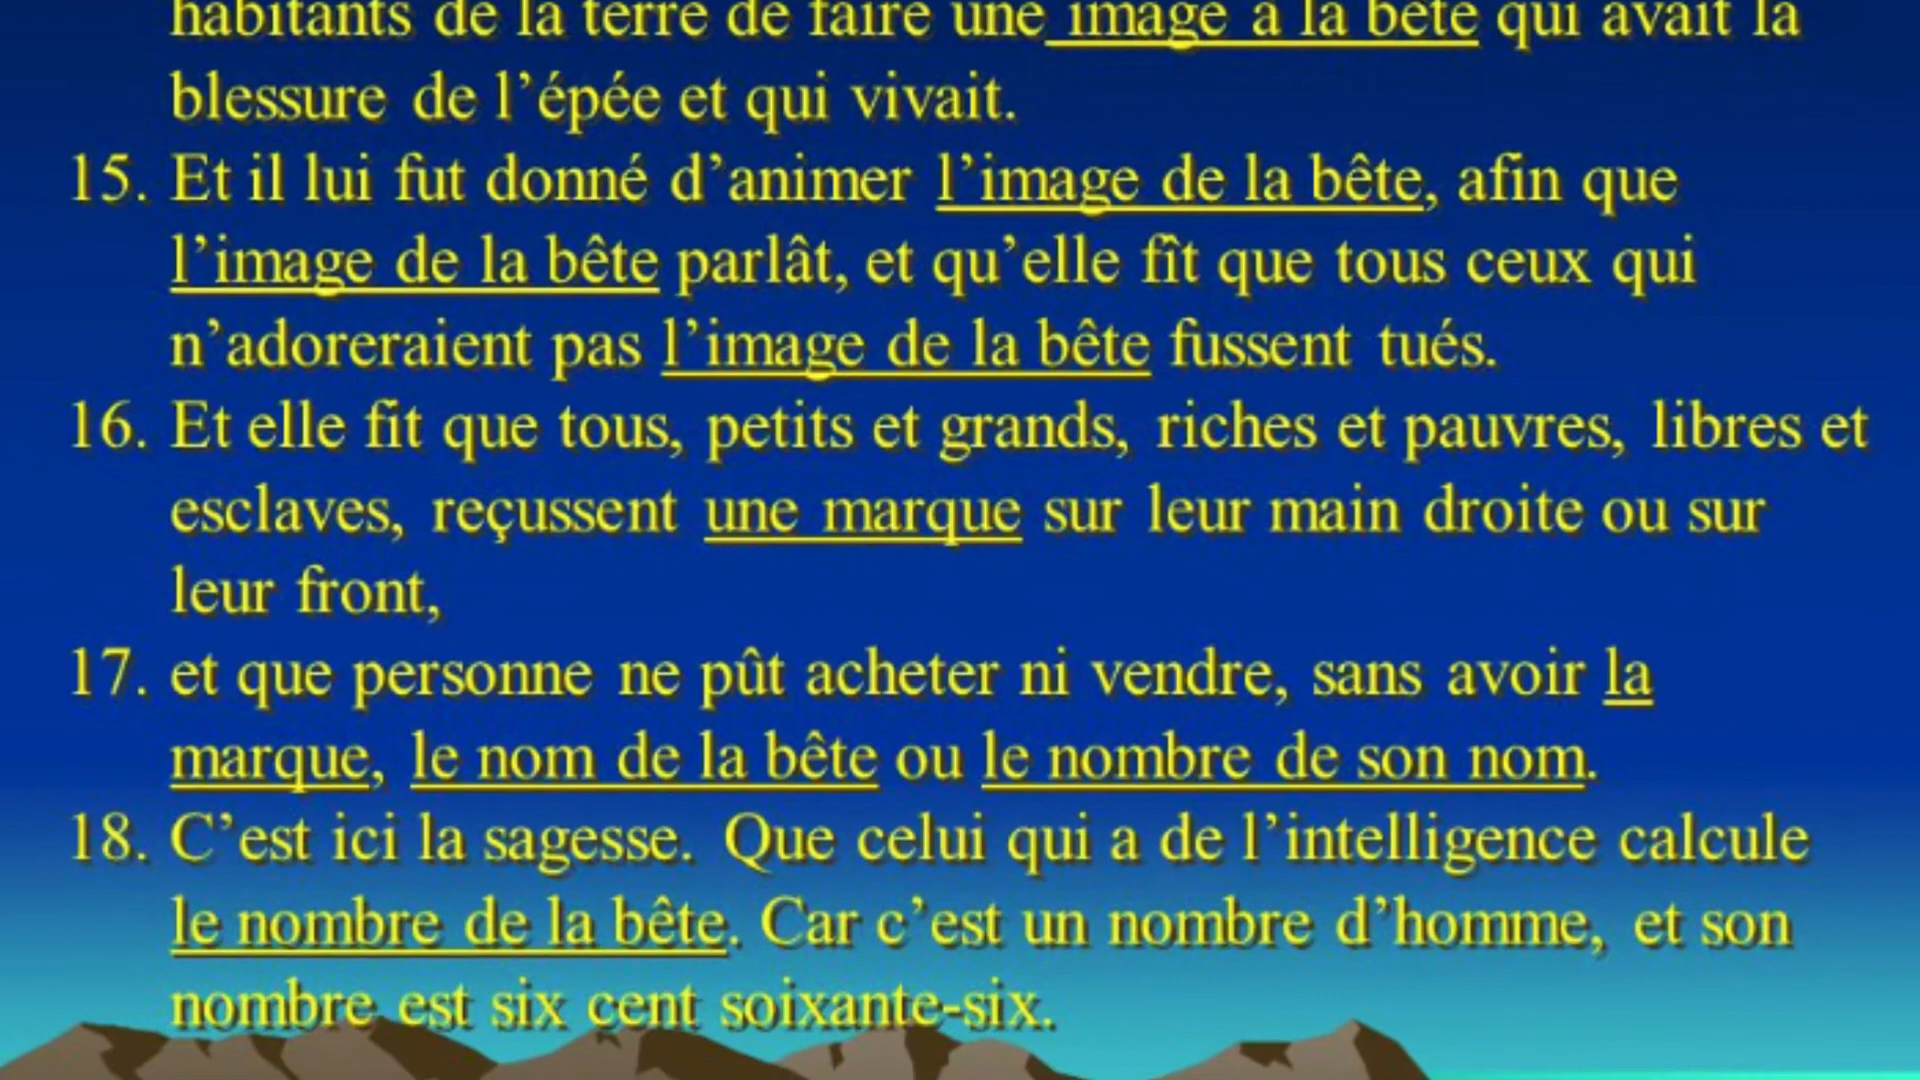 habitants de la terre de faire une image à la bête qui avait la
blessure de l’épée et qui vivait.
15. Et il lui fut donné d’animer l’image de la bête, afin que
l’image de la bête parlât, et qu’elle fît que tous ceux qui
n’adoreraient pas l’image de la bête fussent tués.
16. Et elle fit que tous, petits et grands, riches et pauvres, libres et
esclaves, reçussent une marque sur leur main droite ou sur
leur front,
17. et que personne ne pût acheter ni vendre, sans avoir la
marque, le nom de la bête ou le nombre de son nom.
18. C’est ici la sagesse. Que celui qui a de l’intelligence calcule
le nombre de la bête. Car c’est un nombre d’homme, et son
nombre est six cent soixante-six.